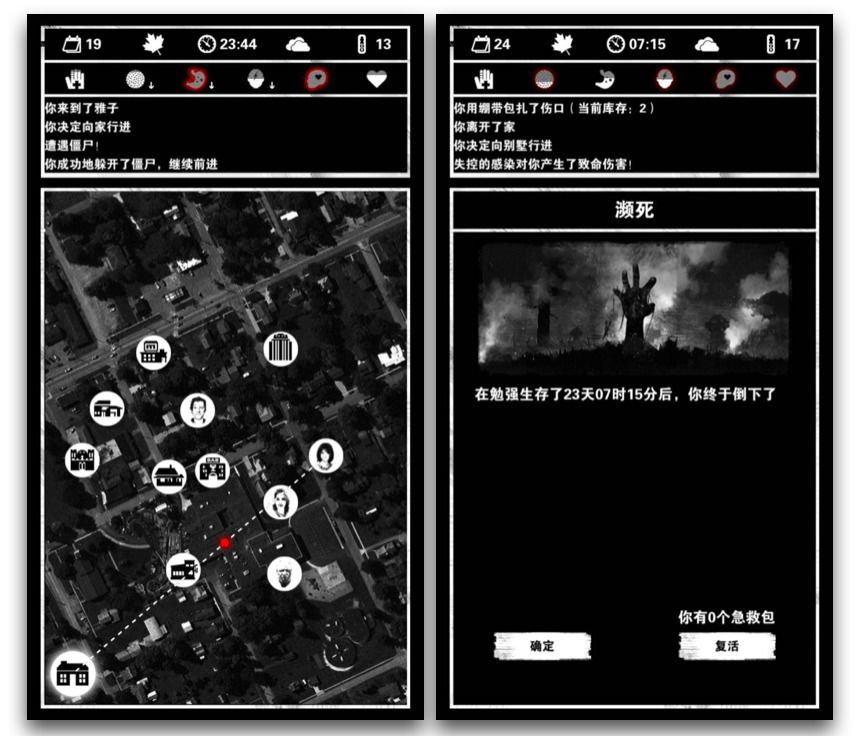 19
23:44
13
你来到了雅子
你决定向家行进
遭遇僵尸!
你成功地躲开了僵尸，继续前进
24
07:15
17
你用绷带包扎了伤口（当前库存：2）
你离开了家
你决定向别墅行进
失控的感染对你产生了致命伤害!
濒死
在勉强生存了23天07时15分后，你终于倒下了
你有0个急救包
确定
复活